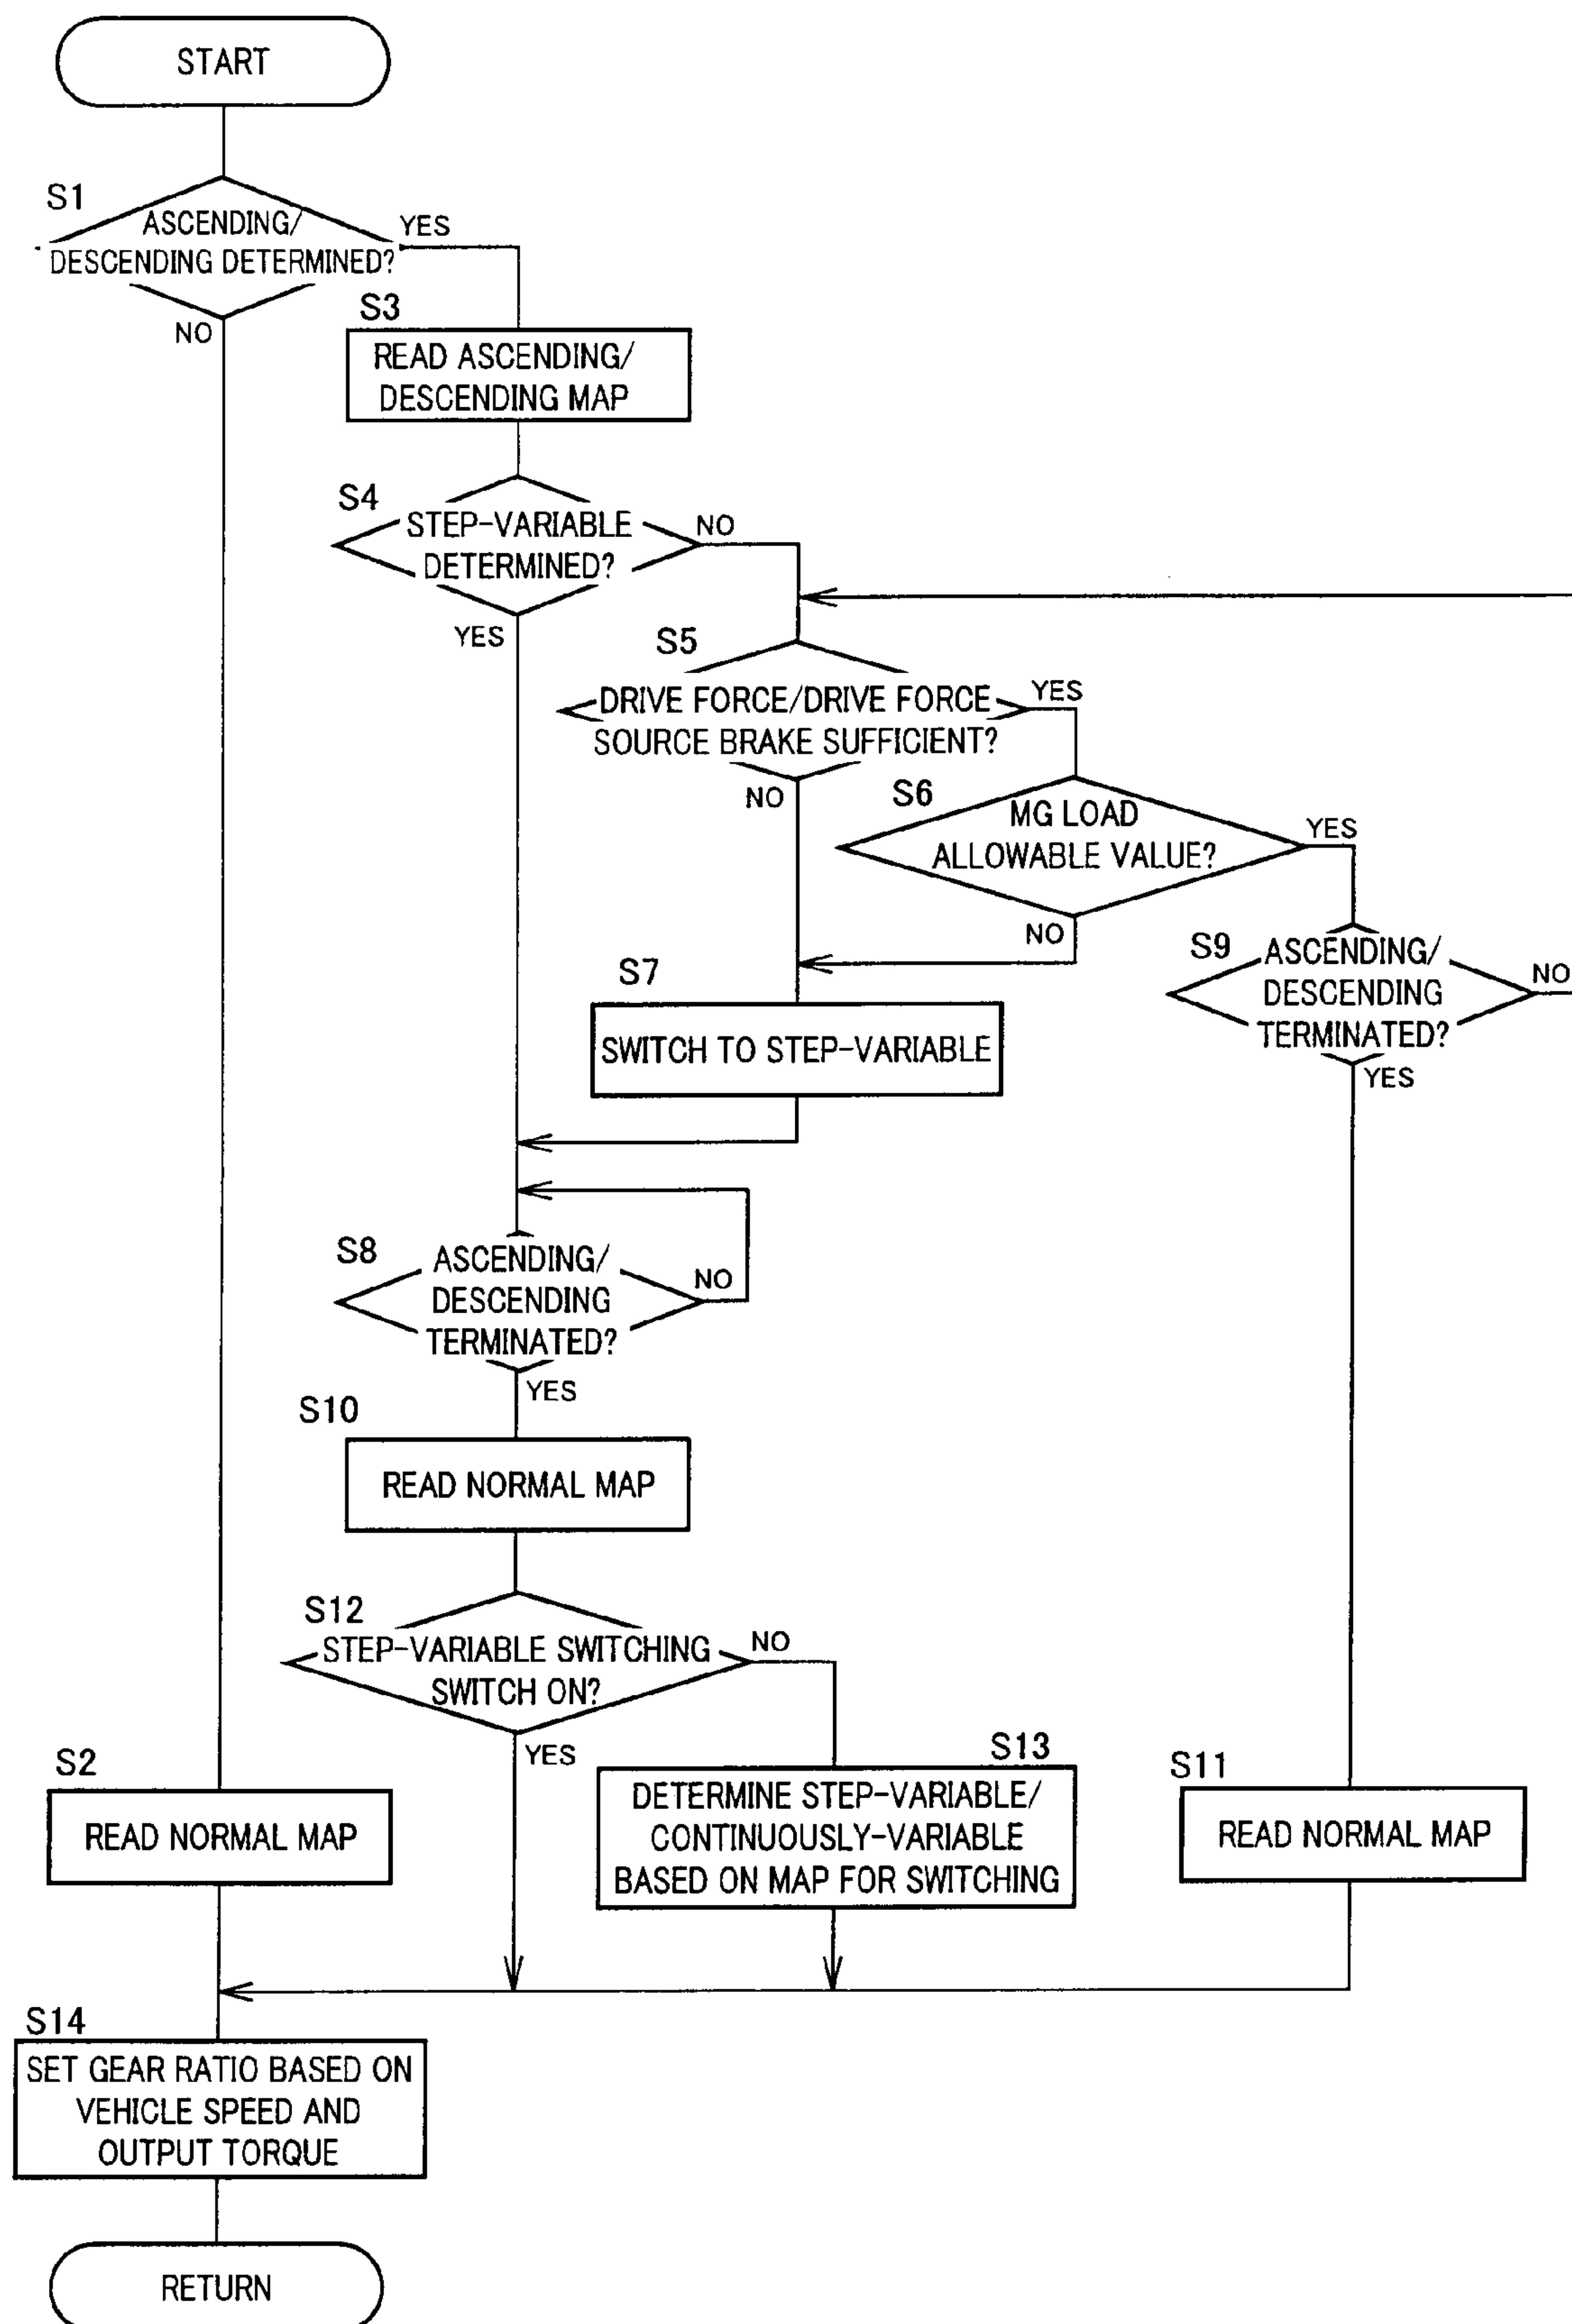 START
S1
ASCENDING/
DESCENDING DETERMINED?
YES
NO
S3
READ ASCENDING/
DESCENDING MAP
S4
STEP-VARIABLE
DETERMINED?
NO
YES
S5
DRIVE FORCE/DRIVE FORCE
SOURCE BRAKE SUFFICIENT?
YES
NO
S6
MG LOAD
ALLOWABLE VALUE?
YES
NO
S9
ASCENDING/
DESCENDING
TERMINATED?
NO
YES
S7
SWITCH TO STEP-VARIABLE
S8
ASCENDING/
DESCENDING
TERMINATED?
NO
YES
S10
READ NORMAL MAP
S12
STEP-VARIABLE SWITCHING
SWITCH ON?
NO
YES
S13
DETERMINE STEP-VARIABLE/
CONTINUOUSLY-VARIABLE
BASED ON MAP FOR SWITCHING
S2
READ NORMAL MAP
S11
READ NORMAL MAP
S14
SET GEAR RATIO BASED ON
VEHICLE SPEED AND
OUTPUT TORQUE
RETURN